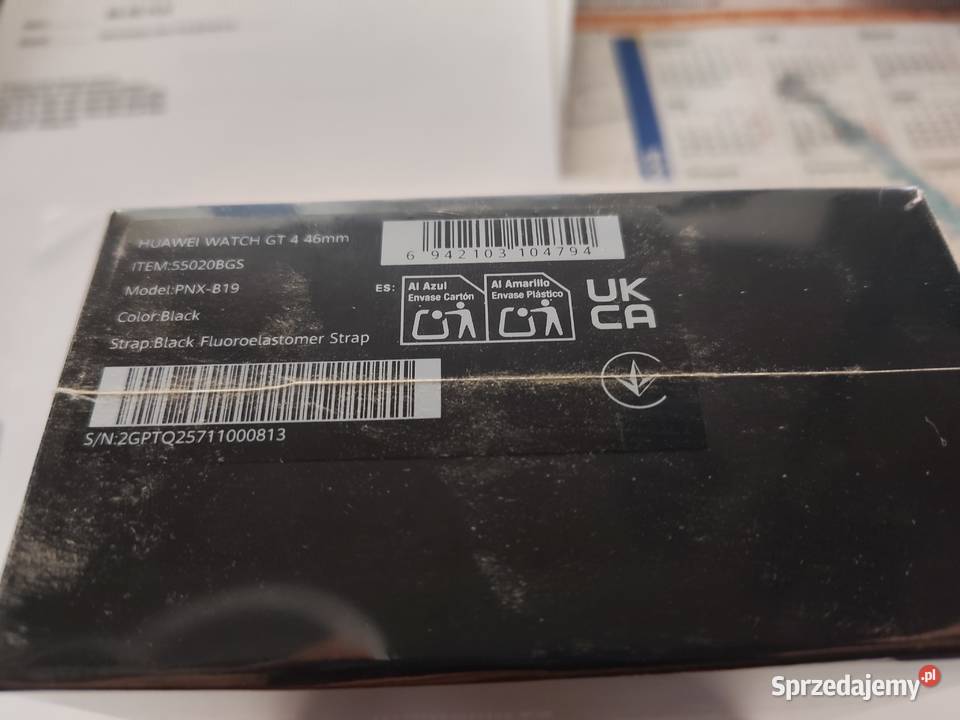 HUAWEI WATCH GT 4 46mm
ITEM:55020BGS
Model:PNX-B19
Color:Black
Strap:Black Fluoroelastomer Strap
S/N:2GPTQ25711000813
6 942103 104794
ES:
Al Azul
Envase Cartón
Al Amarillo
Envase Plástico
UK
CA
Sprzedajemy.pl